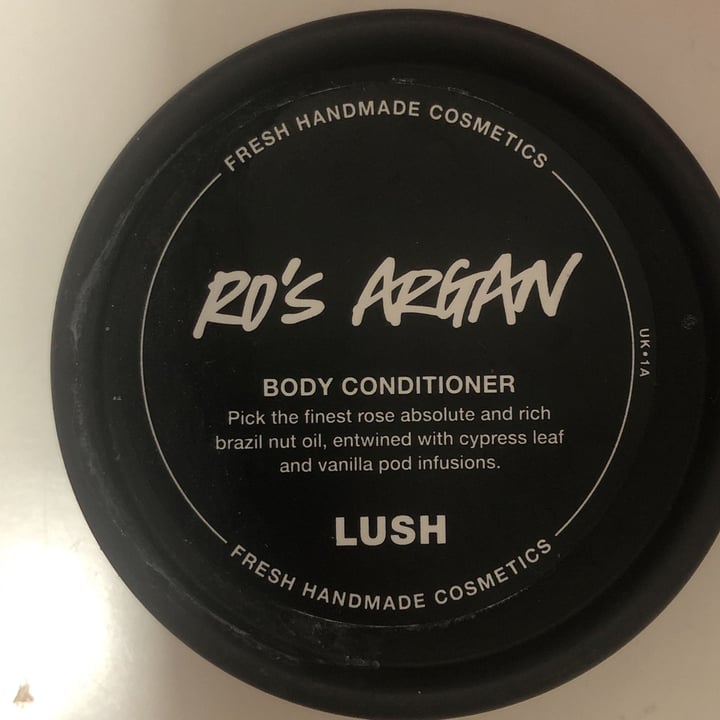 FRESH HANDMADE COSMETICS
RO'S ARGAN
BODY CONDITIONER
Pick the finest rose absolute and rich
brazil nut oil, entwined with cypress leaf
and vanilla pod infusions.
LUSH
FRESH HANDMADE COSMETICS
UK•1A